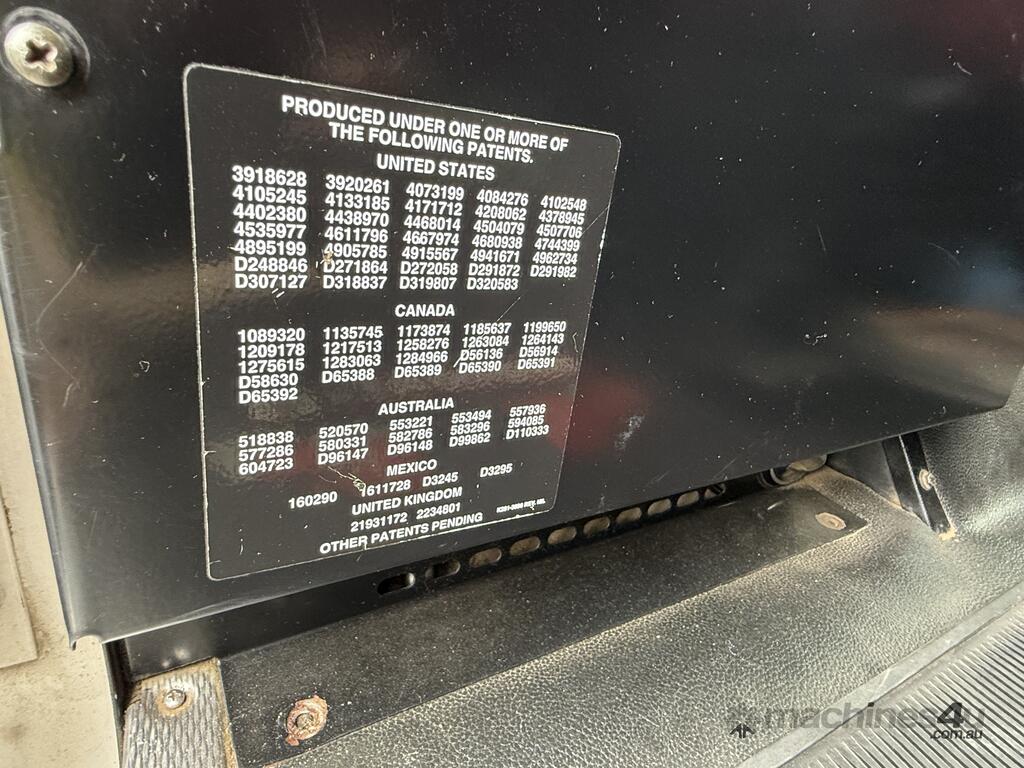 PRODUCED UNDER ONE OR MORE OF
THE FOLLOWING PATENTS.
UNITED STATES
3918628 3920261 4073199 4084276 4102548
4105245 4133185 4171712 4208062 4378945
4402380 4438970 4468014 4504079 4507706
4535977 4611796 4667974 4680938 4744399
4895199 4905785 4915567 4941671 4962734
D248846 D271864 D272058 D291872 D291982
D307127 D318837 D319807 D320583
CANADA
1089320 1135745 1173874 1185637 1199650
1209178 1217513 1258276 1263084 1264143
1275615 1283063 1284966 D56136 D56914
D58630 D65388 D65389 D65390 D65391
D65392
AUSTRALIA
518838 520570 553221 553494 557936
577286 580331 582786 583296 594085
604723 D96147 D96148 D99862 D110333
MEXICO
160290 1611728 D3245 D3295
UNITED KINGDOM
21931172 2234801
OTHER PATENTS PENDING
machines4u
.com.au